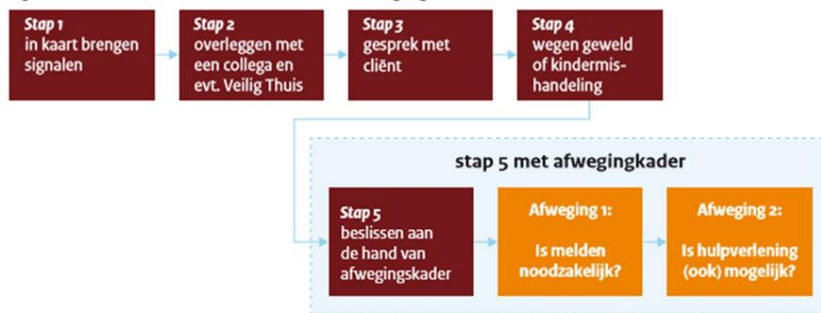 Stap 1
in kaart brengen
signalen
Stap 2
overleggen met
een collega en
evt. Veilig Thuis
Stap 3
gesprek met
cliënt
Stap 4
wegen geweld
of kindermis-
handeling
stap 5 met afwegingkader
Stap 5
beslissen aan
de hand van
afwegingskader
Afweging 1:
Is melden
noodzakelijk?
Afweging 2:
Is hulpverlening
(ook) mogelijk?